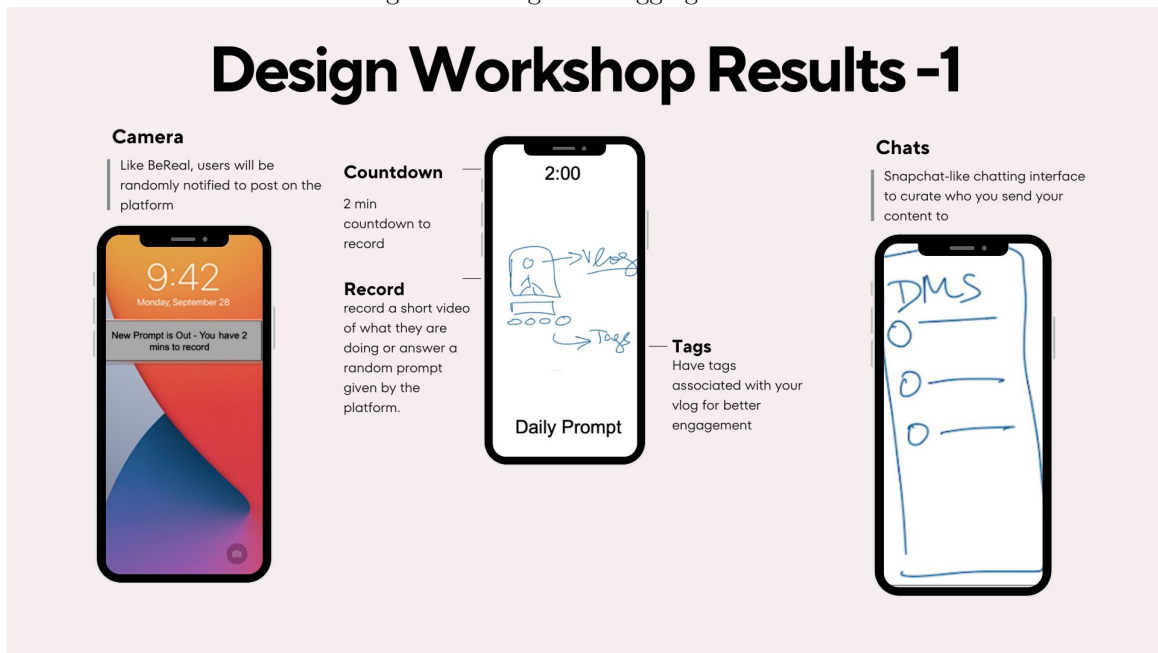 Design Workshop Results -1
Camera
Like BeReal, users will be
randomly notified to post on the
platform
9:42
Monday, September 28
New Prompt is Out - You have 2
mins to record
Countdown
2 min
countdown to
record
Record
record a short video
of what they are
doing or answer a
random prompt
given by the
platform.
2:00
Vlog
Tags
Daily Prompt
Tags
Have tags
associated with your
vlog for better
engagement
Chats
Snapchat-like chatting interface
to curate who you send your
content to
DMS